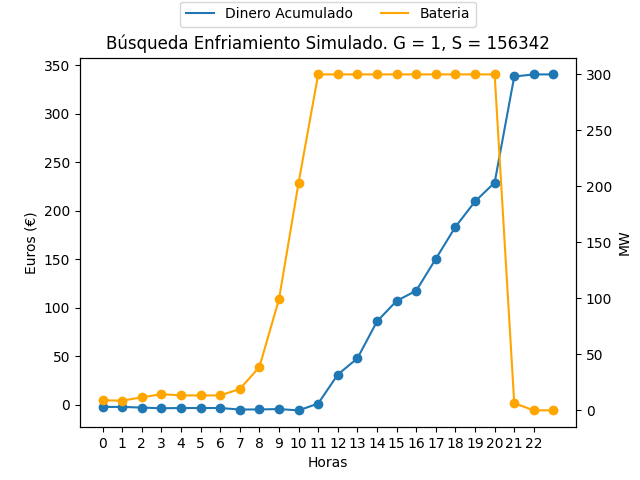 Dinero Acumulado Bateria
Búsqueda Enfriamiento Simulado. G = 1, S = 156342
350
300
250
200
150
100
50
0
Euros (€)
300
250
200
150
100
50
0
MW
0 1 2 3 4 5 6 7 8 9 10 11 12 13 14 15 16 17 18 19 20 21 22
Horas